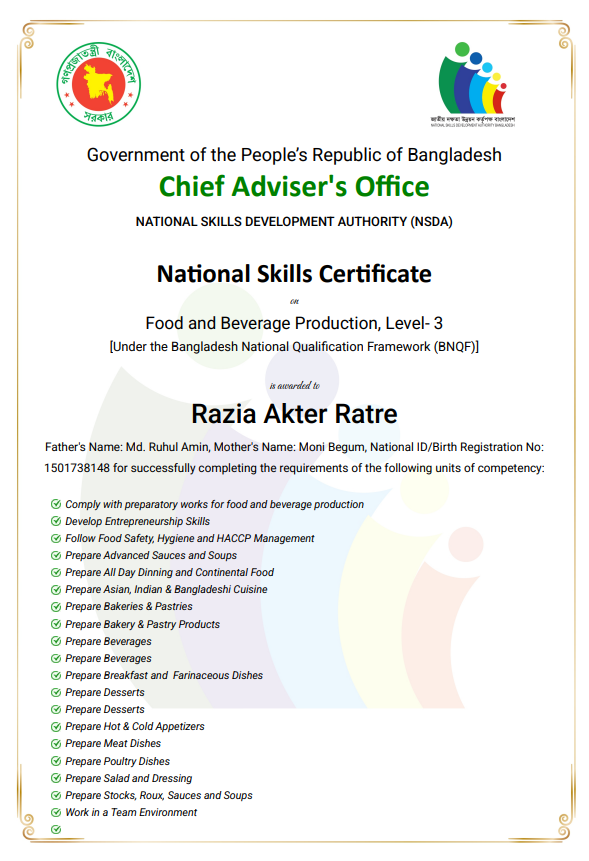 গণপ্রজাতন্ত্রী বাংলাদেশ
সরকার
জাতীয় দক্ষতা উন্নয়ন কর্তৃপক্ষ বাংলাদেশ
NATIONAL SKILLS DEVELOPMENT AUTHORITY BANGLADESH
Government of the People's Republic of Bangladesh
Chief Adviser's Office
NATIONAL SKILLS DEVELOPMENT AUTHORITY (NSDA)
National Skills Certificate
on
Food and Beverage Production, Level- 3
[Under the Bangladesh National Qualification Framework (BNQF)]
is awarded to
Razia Akter Ratre
Father's Name: Md. Ruhul Amin, Mother's Name: Moni Begum, National ID/Birth Registration No:
1501738148 for successfully completing the requirements of the following units of competency:
Comply with preparatory works for food and beverage production
Develop Entrepreneurship Skills
Follow Food Safety, Hygiene and HACCP Management
Prepare Advanced Sauces and Soups
Prepare All Day Dinning and Continental Food
Prepare Asian, Indian & Bangladeshi Cuisine
Prepare Bakeries & Pastries
Prepare Bakery & Pastry Products
Prepare Beverages
Prepare Beverages
Prepare Breakfast and  Farinaceous Dishes
Prepare Desserts
Prepare Desserts
Prepare Hot & Cold Appetizers
Prepare Meat Dishes
Prepare Poultry Dishes
Prepare Salad and Dressing
Prepare Stocks, Roux, Sauces and Soups
Work in a Team Environment